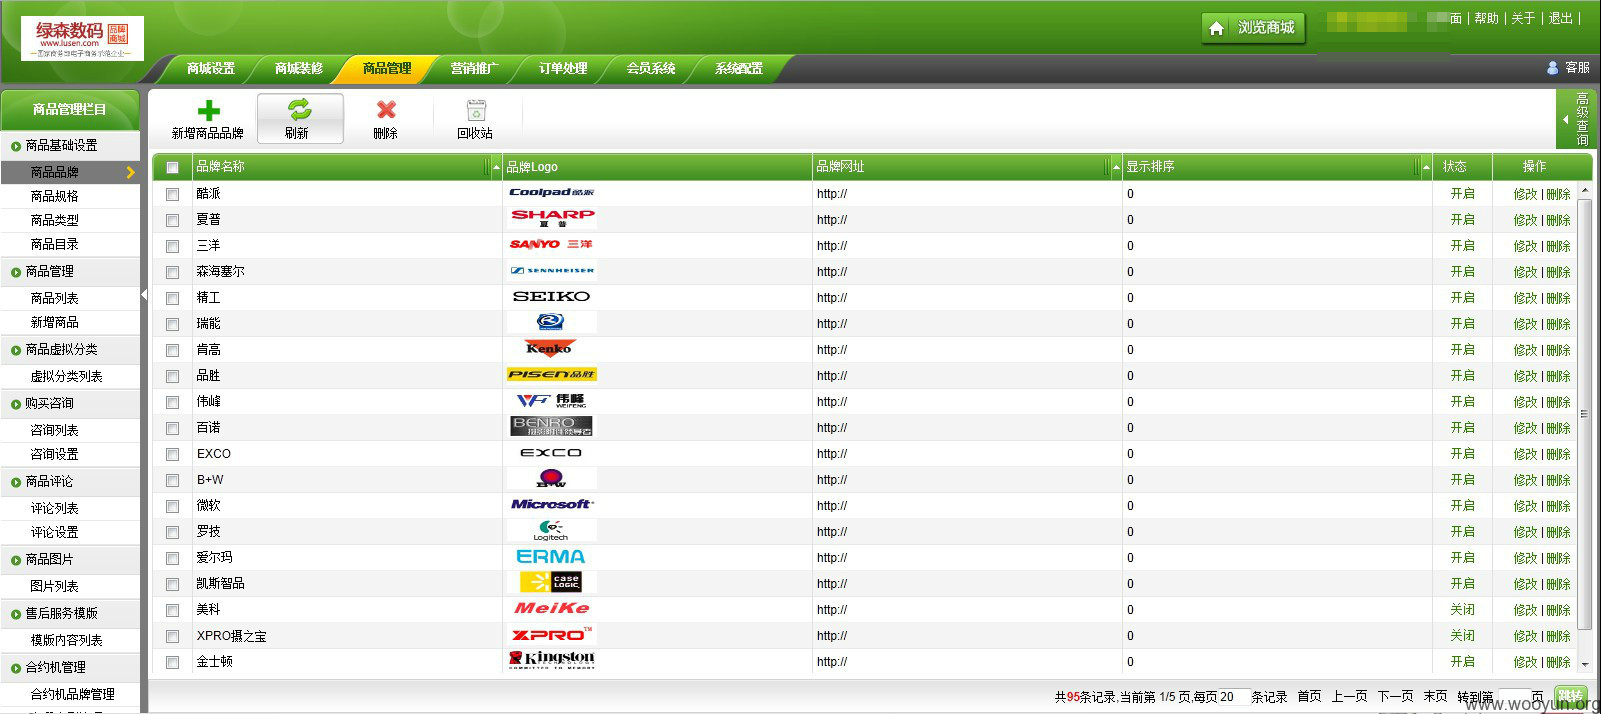 绿森数码 品牌商城
www.lusen.com
国家商务部电子商务示范企业
浏览商城
面 | 帮助 | 关于 | 退出 |
商城设置 商城装修 商品管理 营销推广 订单处理 会员系统 系统配置
客服
商品管理栏目
商品基础设置
商品品牌
商品规格
商品类型
商品目录
商品管理
商品列表
新增商品
商品虚拟分类
虚拟分类列表
购买咨询
咨询列表
咨询设置
商品评论
评论列表
评论设置
商品图片
图片列表
售后服务模版
模版内容列表
合约机管理
合约机品牌管理
新增商品品牌 刷新 删除 回收站
高级查询
品牌名称 品牌Logo 品牌网址 显示排序 状态 操作
酷派 Coolpad 酷派 http:// 0 开启 修改 | 删除
夏普 SHARP 夏普 http:// 0 开启 修改 | 删除
三洋 SANYO 三洋 http:// 0 开启 修改 | 删除
森海塞尔 SENNHEISER http:// 0 开启 修改 | 删除
精工 SEIKO http:// 0 开启 修改 | 删除
瑞能 http:// 0 开启 修改 | 删除
肯高 Kenko http:// 0 开启 修改 | 删除
品胜 PISEN品胜 http:// 0 开启 修改 | 删除
伟峰 WF 伟峰 WEIFENG http:// 0 开启 修改 | 删除
百诺 BENRO http:// 0 开启 修改 | 删除
EXCO EXCO http:// 0 开启 修改 | 删除
B+W B+W http:// 0 开启 修改 | 删除
微软 Microsoft http:// 0 开启 修改 | 删除
罗技 Logitech http:// 0 开启 修改 | 删除
爱尔玛 ERMA http:// 0 开启 修改 | 删除
凯斯智品 case LOGIC http:// 0 开启 修改 | 删除
美科 MeiKe http:// 0 关闭 修改 | 删除
XPRO摄之宝 XPRO™ http:// 0 关闭 修改 | 删除
金士顿 Kingston http:// 0 开启 修改 | 删除
共95条记录,当前第 1/5 页,每页 20 条记录 首页 上一页 下一页 末页 转到第 页 跳转
www.wooyun.org